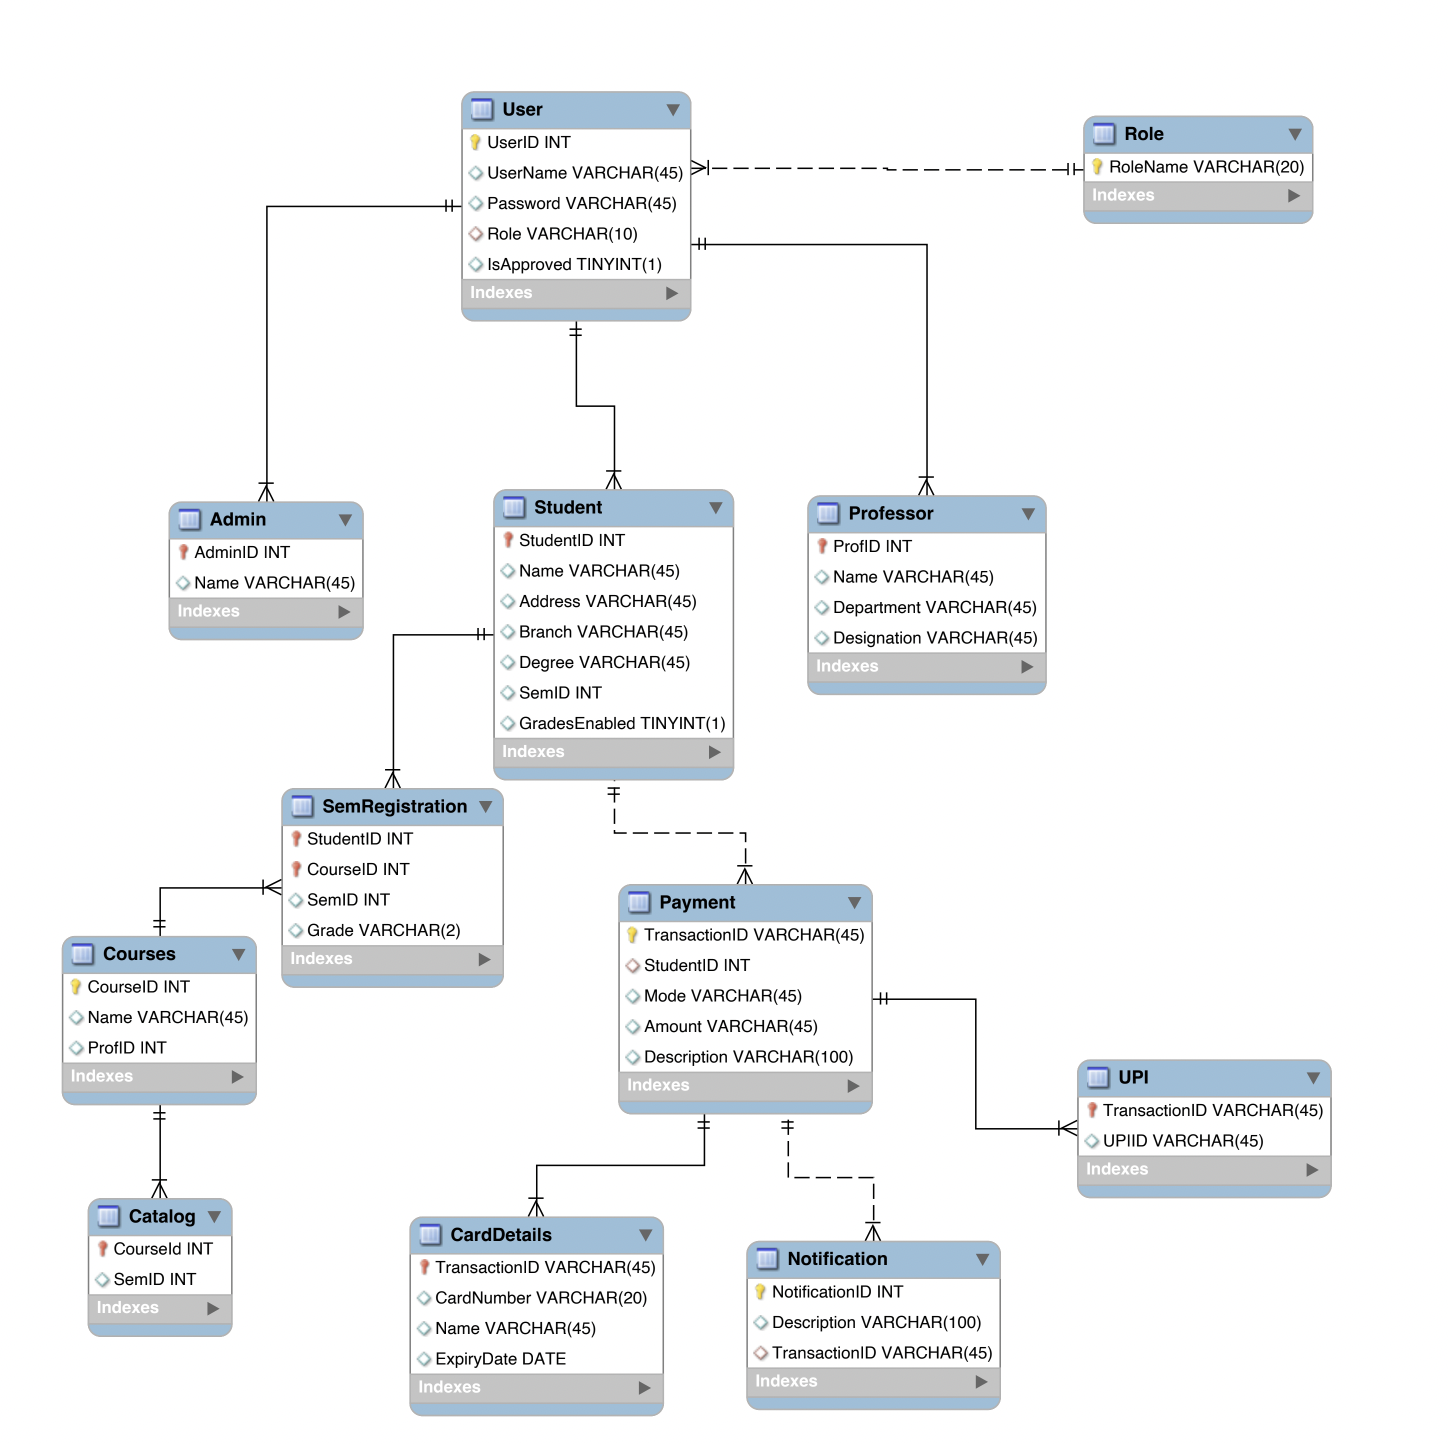 User
UserID INT
UserName VARCHAR(45)
Password VARCHAR(45)
Role VARCHAR(10)
IsApproved TINYINT(1)
Indexes
Role
RoleName VARCHAR(20)
Indexes
Admin
AdminID INT
Name VARCHAR(45)
Indexes
Student
StudentID INT
Name VARCHAR(45)
Address VARCHAR(45)
Branch VARCHAR(45)
Degree VARCHAR(45)
SemID INT
GradesEnabled TINYINT(1)
Indexes
Professor
ProfID INT
Name VARCHAR(45)
Department VARCHAR(45)
Designation VARCHAR(45)
Indexes
SemRegistration
StudentID INT
CourseID INT
SemID INT
Grade VARCHAR(2)
Indexes
Courses
CourseID INT
Name VARCHAR(45)
ProfID INT
Indexes
Payment
TransactionID VARCHAR(45)
StudentID INT
Mode VARCHAR(45)
Amount VARCHAR(45)
Description VARCHAR(100)
Indexes
UPI
TransactionID VARCHAR(45)
UPIID VARCHAR(45)
Indexes
Catalog
CourseId INT
SemID INT
Indexes
CardDetails
TransactionID VARCHAR(45)
CardNumber VARCHAR(20)
Name VARCHAR(45)
ExpiryDate DATE
Indexes
Notification
NotificationID INT
Description VARCHAR(100)
TransactionID VARCHAR(45)
Indexes